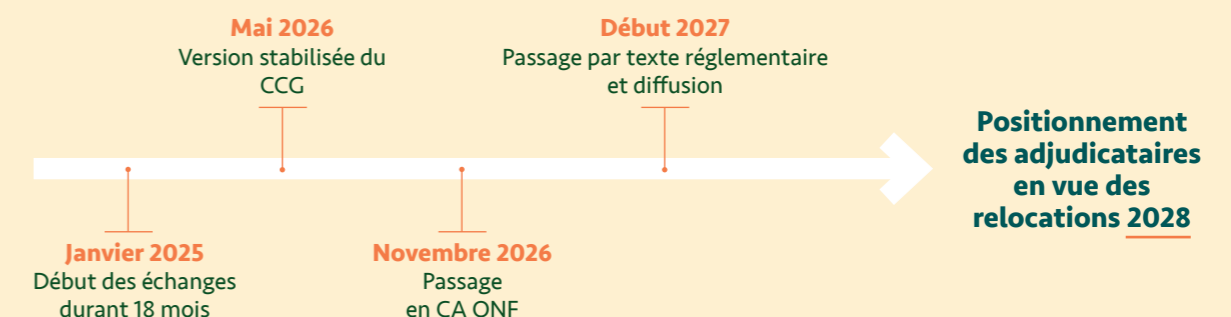 Mai 2026
Version stabilisée du
CCG
Début 2027
Passage par texte réglementaire
et diffusion
Positionnement
des adjudicataires
en vue des
relocations 2028
Janvier 2025
Début des échanges
durant 18 mois
Novembre 2026
Passage
en CA ONF